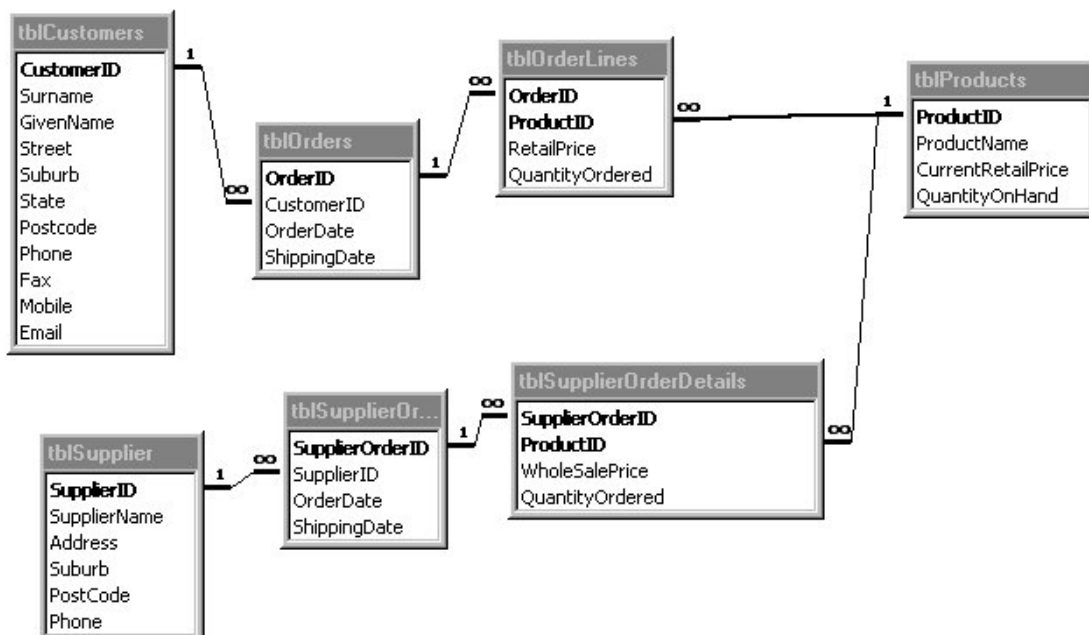 tblCustomers
CustomerID
Surname
GivenName
Street
Suburb
State
Postcode
Phone
Fax
Mobile
Email
1
∞
tblOrders
OrderID
CustomerID
OrderDate
ShippingDate
1
∞
tblOrderLines
OrderID
ProductID
RetailPrice
QuantityOrdered
∞
1
tblProducts
ProductID
ProductName
CurrentRetailPrice
QuantityOnHand
tblSupplier
SupplierID
SupplierName
Address
Suburb
PostCode
Phone
1
∞
tblSupplierOr...
SupplierOrderID
SupplierID
OrderDate
ShippingDate
1
∞
tblSupplierOrderDetails
SupplierOrderID
ProductID
WholeSalePrice
QuantityOrdered
∞